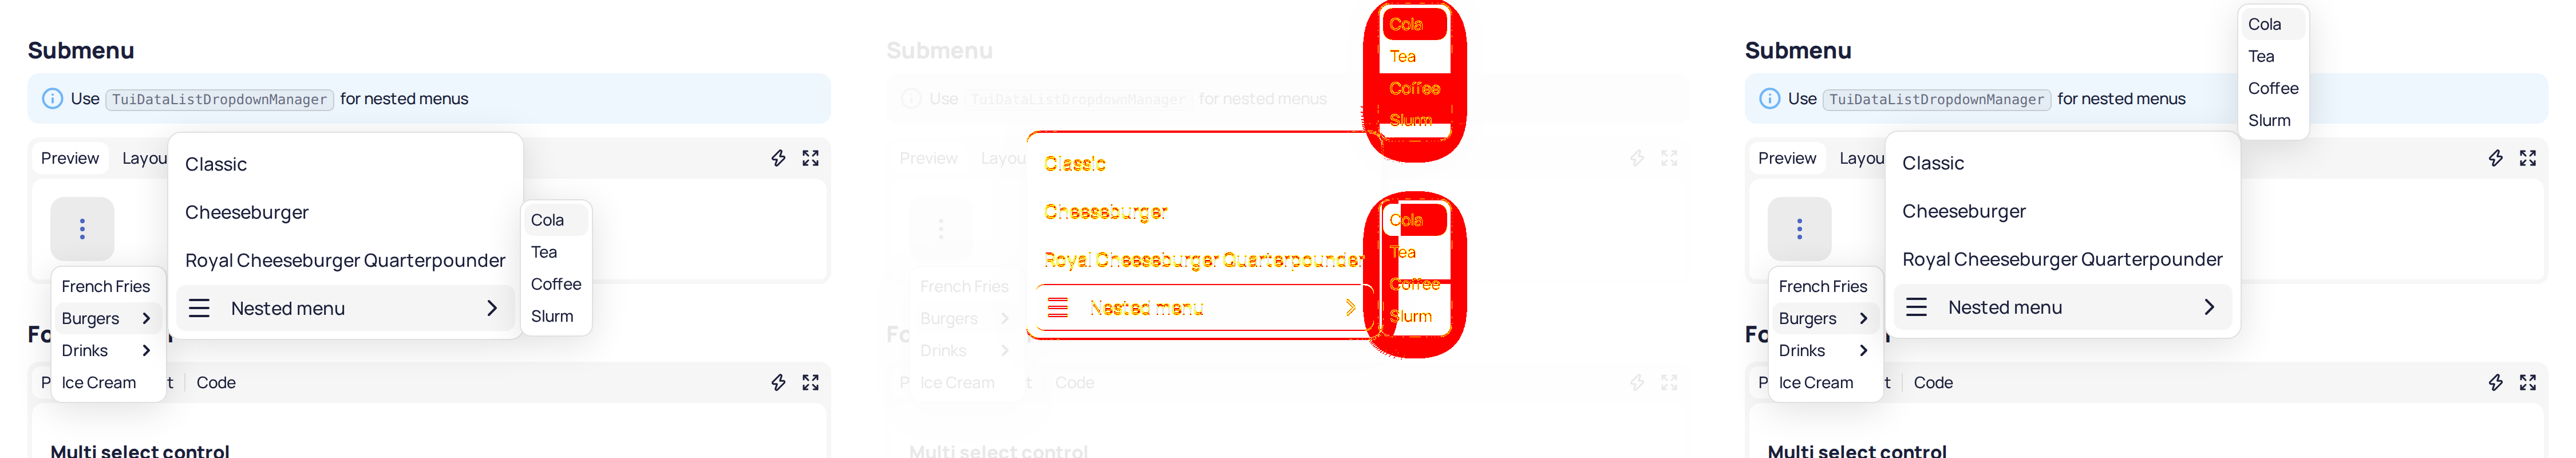 Submenu
Use TuiDataListDropdownManager for nested menus
Preview Layou
Classic
Cheeseburger
Royal Cheeseburger Quarterpounder
Nested menu
Cola
Tea
Coffee
Slurm
French Fries
Burgers
Drinks
Ice Cream
Fo
P t Code
Multi select control
Submenu
Use TuiDataListDropdownManager for nested menus
Preview Layou
Cola
Tea
Coffee
Slurm
Classic
Cheeseburger
Royal Cheeseburger Quarterpounder
Nested menu
Cola
Tea
Coffee
Slurm
French Fries
Burgers
Drinks
Ice Cream
Fo
P t Code
Multi select control
Submenu
Use TuiDataListDropdownManager for nested menus
Cola
Tea
Coffee
Slurm
Preview Layou
Classic
Cheeseburger
Royal Cheeseburger Quarterpounder
Nested menu
French Fries
Burgers
Drinks
Ice Cream
Fo
P t Code
Multi select control